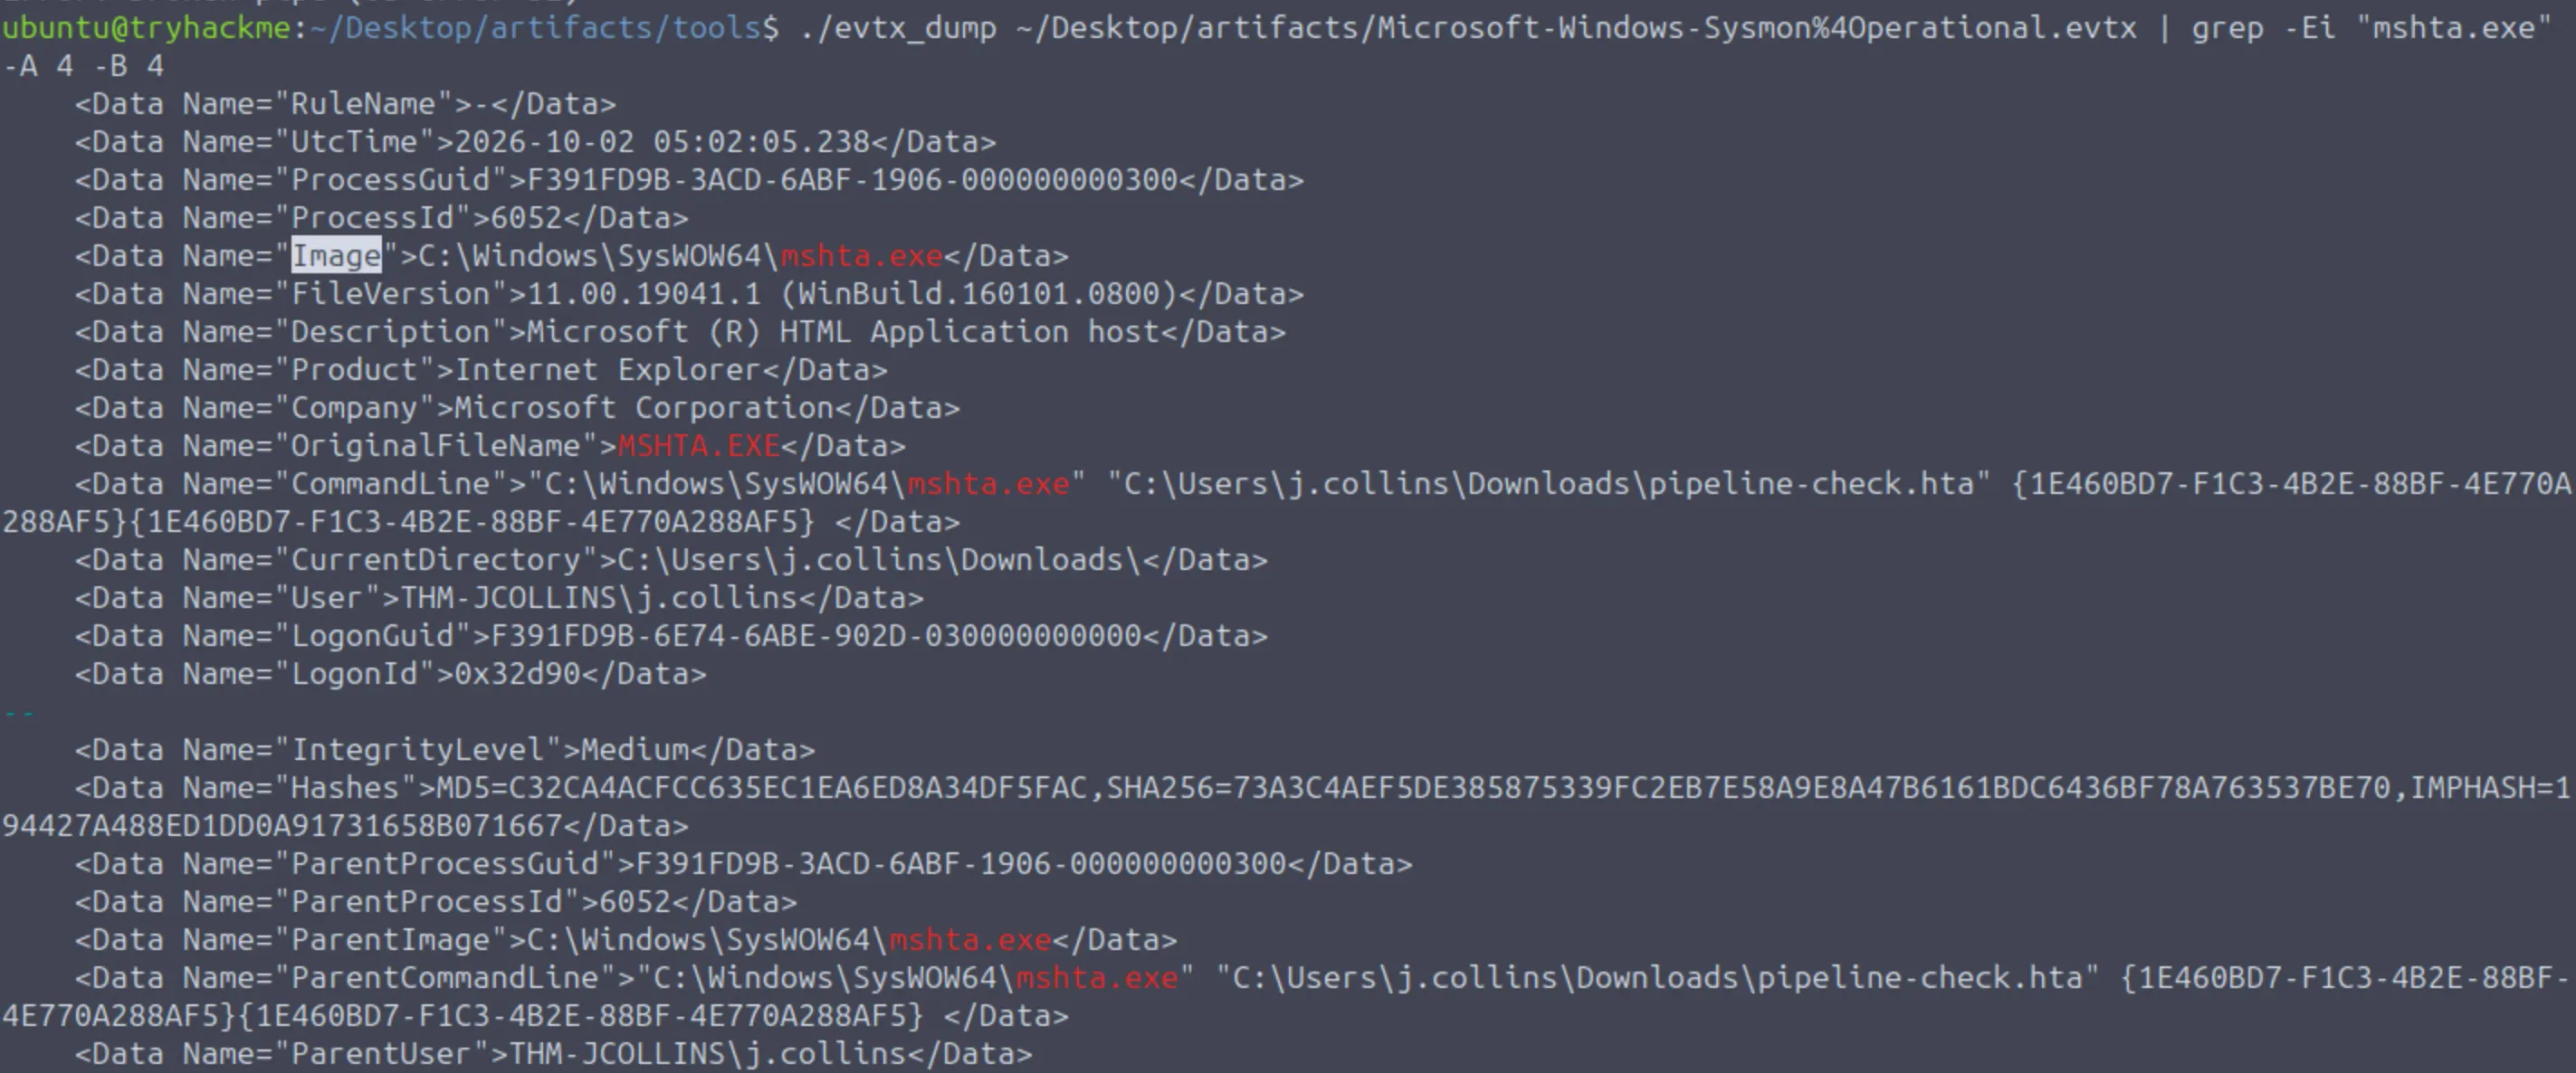 ubuntu@tryhackme:~/Desktop/artifacts/tools$ ./evtx_dump ~/Desktop/artifacts/Microsoft-Windows-Sysmon%4Operational.evtx | grep -Ei "mshta.exe"
-A 4 -B 4
    <Data Name="RuleName">-</Data>
    <Data Name="UtcTime">2026-10-02 05:02:05.238</Data>
    <Data Name="ProcessGuid">F391FD9B-3ACD-6ABF-1906-000000000300</Data>
    <Data Name="ProcessId">6052</Data>
    <Data Name="Image">C:\Windows\SysWOW64\mshta.exe</Data>
    <Data Name="FileVersion">11.00.19041.1 (WinBuild.160101.0800)</Data>
    <Data Name="Description">Microsoft (R) HTML Application host</Data>
    <Data Name="Product">Internet Explorer</Data>
    <Data Name="Company">Microsoft Corporation</Data>
    <Data Name="OriginalFileName">MSHTA.EXE</Data>
    <Data Name="CommandLine">"C:\Windows\SysWOW64\mshta.exe" "C:\Users\j.collins\Downloads\pipeline-check.hta" {1E460BD7-F1C3-4B2E-88BF-4E770A
288AF5}{1E460BD7-F1C3-4B2E-88BF-4E770A288AF5} </Data>
    <Data Name="CurrentDirectory">C:\Users\j.collins\Downloads\</Data>
    <Data Name="User">THM-JCOLLINS\j.collins</Data>
    <Data Name="LogonGuid">F391FD9B-6E74-6ABE-902D-030000000000</Data>
    <Data Name="LogonId">0x32d90</Data>
--
    <Data Name="IntegrityLevel">Medium</Data>
    <Data Name="Hashes">MD5=C32CA4ACFCC635EC1EA6ED8A34DF5FAC,SHA256=73A3C4AEF5DE385875339FC2EB7E58A9E8A47B6161BDC6436BF78A763537BE70,IMPHASH=1
94427A488ED1DD0A91731658B071667</Data>
    <Data Name="ParentProcessGuid">F391FD9B-3ACD-6ABF-1906-000000000300</Data>
    <Data Name="ParentProcessId">6052</Data>
    <Data Name="ParentImage">C:\Windows\SysWOW64\mshta.exe</Data>
    <Data Name="ParentCommandLine">"C:\Windows\SysWOW64\mshta.exe" "C:\Users\j.collins\Downloads\pipeline-check.hta" {1E460BD7-F1C3-4B2E-88BF-
4E770A288AF5}{1E460BD7-F1C3-4B2E-88BF-4E770A288AF5} </Data>
    <Data Name="ParentUser">THM-JCOLLINS\j.collins</Data>